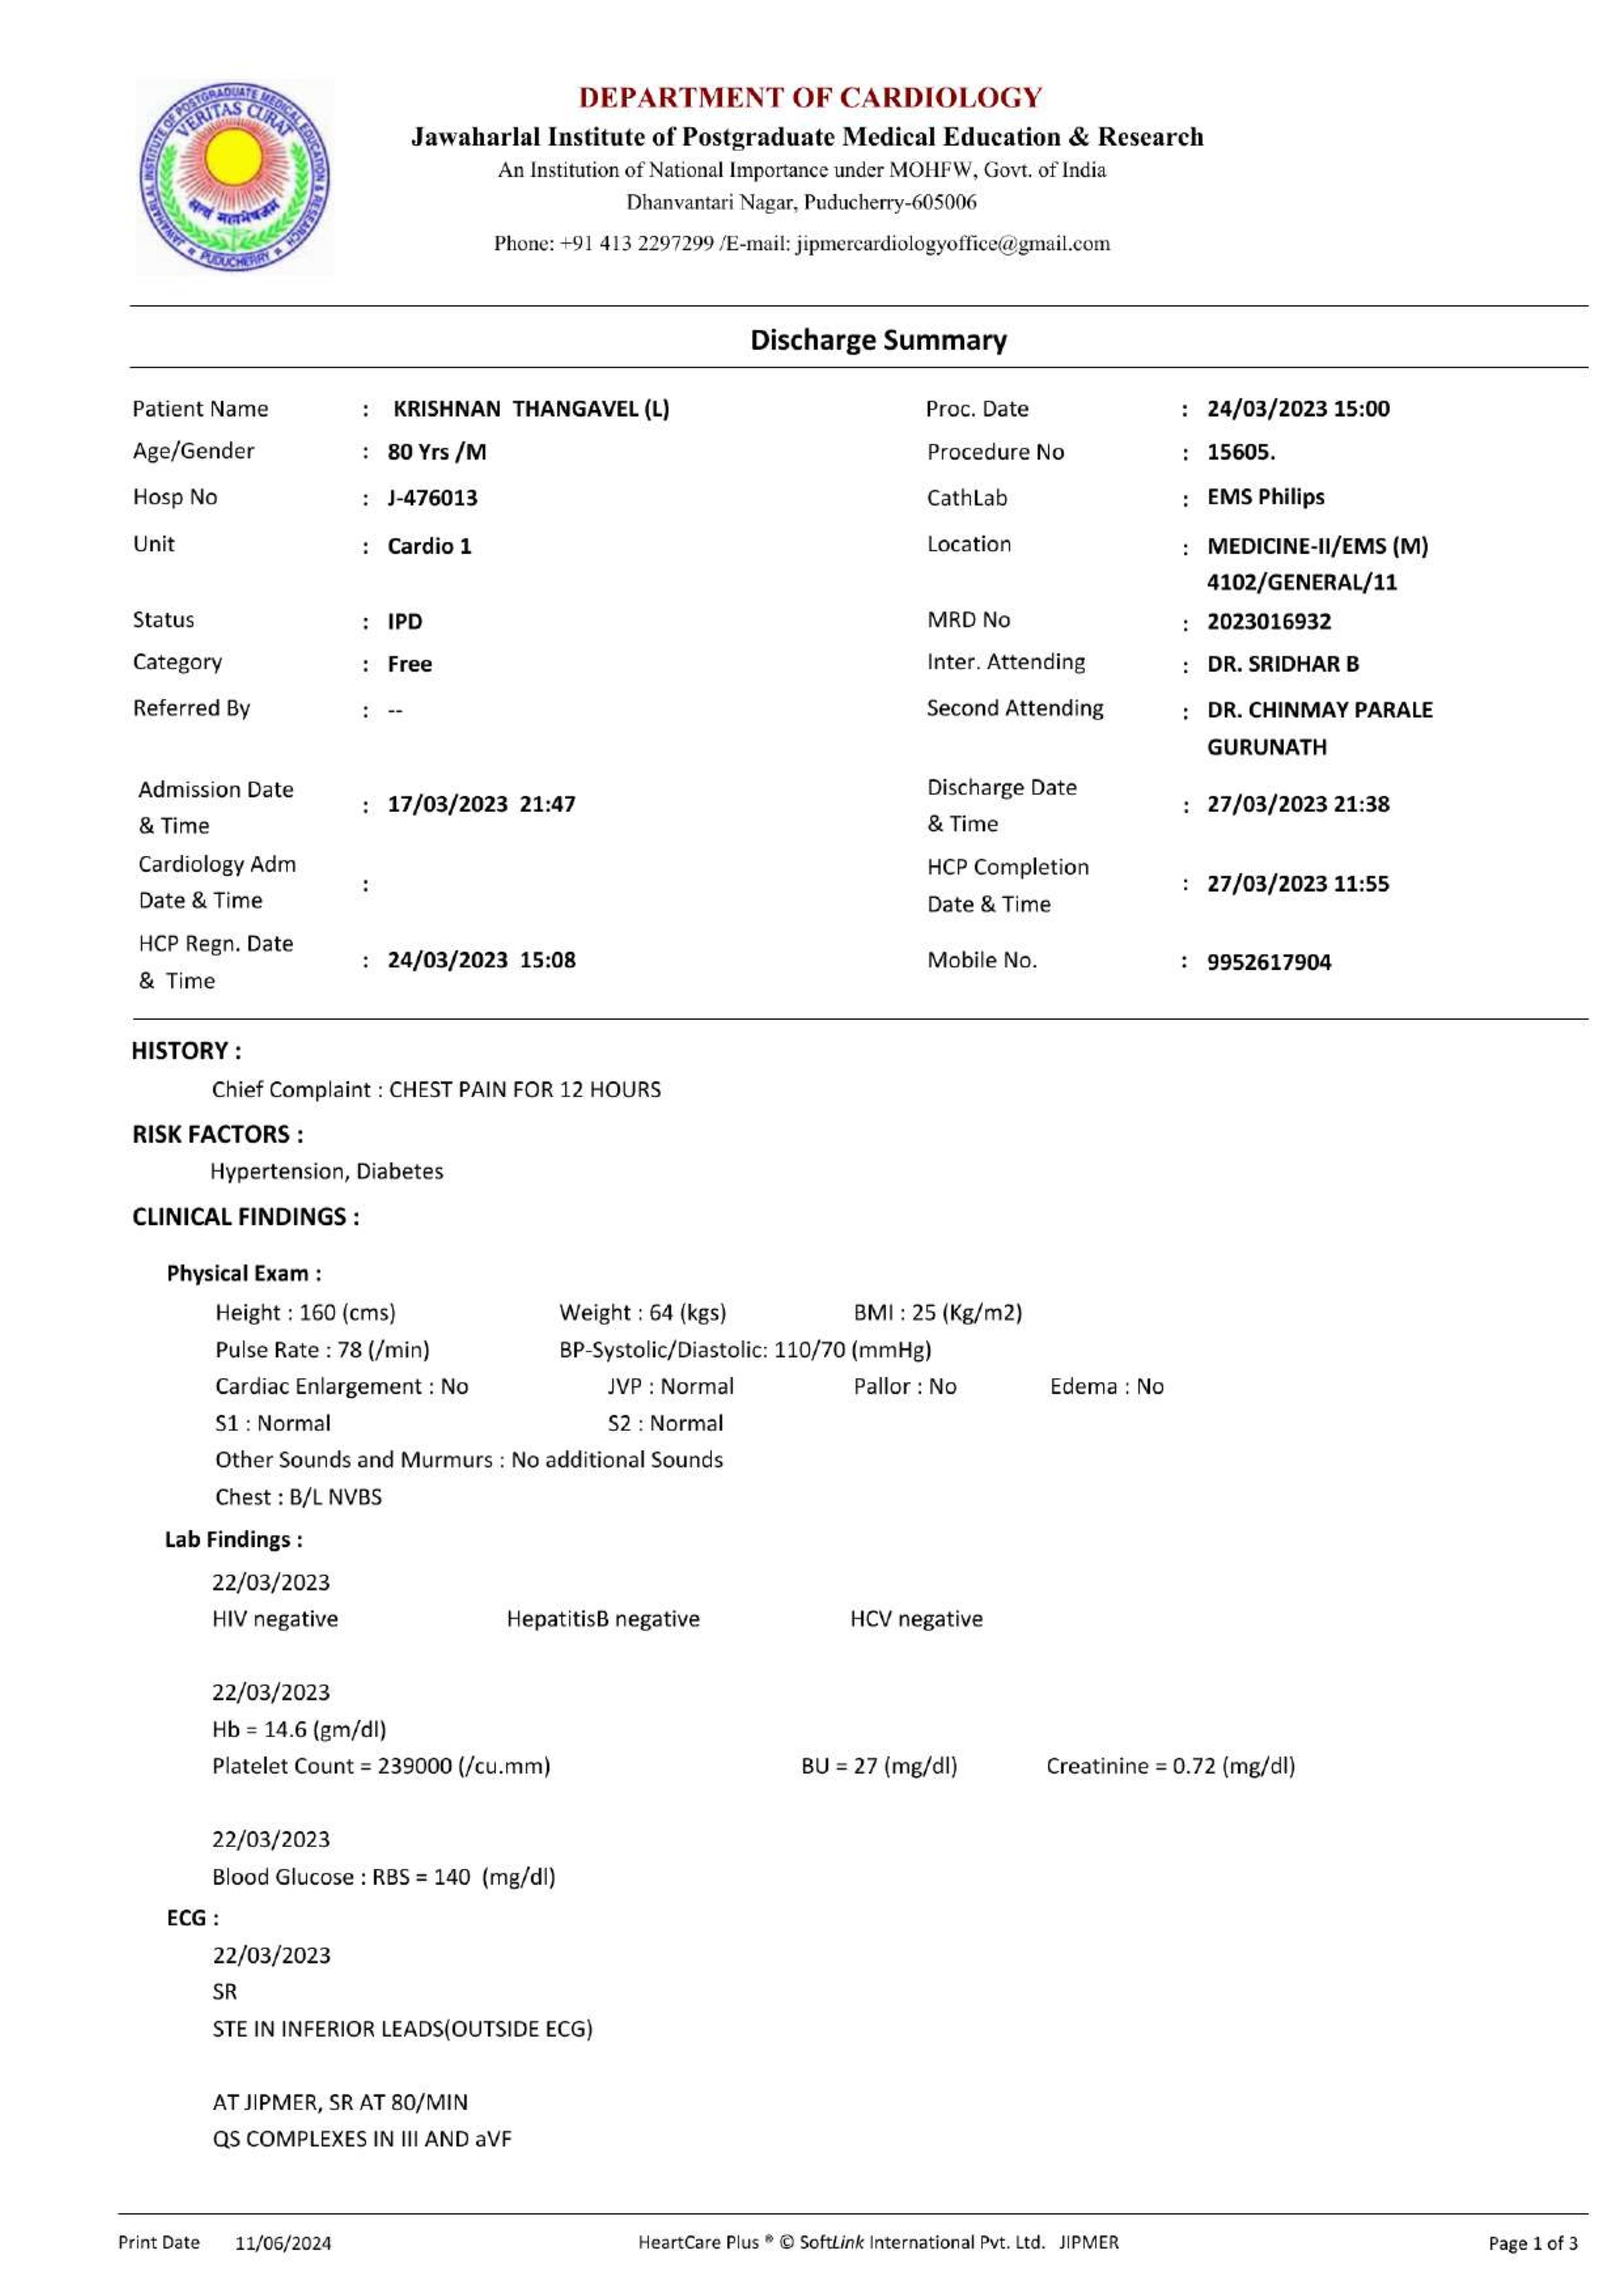 JAWAHARLAL INSTITUTE OF POSTGRADUATE MEDICAL EDUCATION & RESEARCH
VERITAS CURAT
PUDUCHERRY
DEPARTMENT OF CARDIOLOGY
Jawaharlal Institute of Postgraduate Medical Education & Research
An Institution of National Importance under MOHFW, Govt. of India
Dhanvantari Nagar, Puducherry-605006
Phone: +91 413 2297299 /E-mail: jipmercardiologyoffice@gmail.com
Discharge Summary
Patient Name : KRISHNAN THANGAVEL (L) Proc. Date : 24/03/2023 15:00
Age/Gender : 80 Yrs /M Procedure No : 15605.
Hosp No : J-476013 CathLab : EMS Philips
Unit : Cardio 1 Location : MEDICINE-II/EMS (M)
4102/GENERAL/11
Status : IPD MRD No : 2023016932
Category : Free Inter. Attending : DR. SRIDHAR B
Referred By : -- Second Attending : DR. CHINMAY PARALE
GURUNATH
Admission Date & Time : 17/03/2023 21:47 Discharge Date & Time : 27/03/2023 21:38
Cardiology Adm Date & Time : HCP Completion Date & Time : 27/03/2023 11:55
HCP Regn. Date & Time : 24/03/2023 15:08 Mobile No. : 9952617904
HISTORY :
Chief Complaint : CHEST PAIN FOR 12 HOURS
RISK FACTORS :
Hypertension, Diabetes
CLINICAL FINDINGS :
Physical Exam :
Height : 160 (cms) Weight : 64 (kgs) BMI : 25 (Kg/m2)
Pulse Rate : 78 (/min) BP-Systolic/Diastolic: 110/70 (mmHg)
Cardiac Enlargement : No JVP : Normal Pallor : No Edema : No
S1 : Normal S2 : Normal
Other Sounds and Murmurs : No additional Sounds
Chest : B/L NVBS
Lab Findings :
22/03/2023
HIV negative HepatitisB negative HCV negative
22/03/2023
Hb = 14.6 (gm/dl)
Platelet Count = 239000 (/cu.mm) BU = 27 (mg/dl) Creatinine = 0.72 (mg/dl)
22/03/2023
Blood Glucose : RBS = 140 (mg/dl)
ECG :
22/03/2023
SR
STE IN INFERIOR LEADS(OUTSIDE ECG)
AT JIPMER, SR AT 80/MIN
QS COMPLEXES IN III AND aVF
Print Date 11/06/2024 HeartCare Plus ® © SoftLink International Pvt. Ltd. JIPMER Page 1 of 3